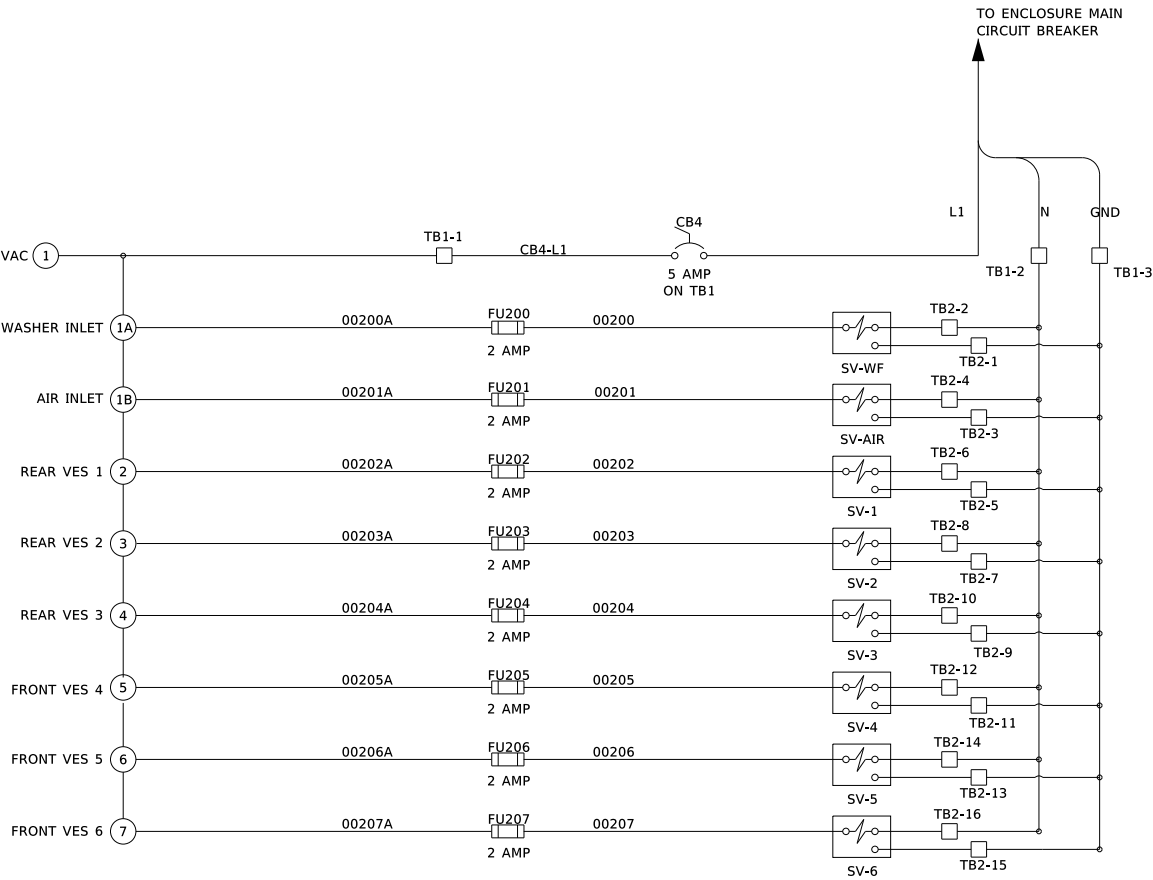 TO ENCLOSURE MAIN
CIRCUIT BREAKER
L1 N GND
CB4
TB1-1
CB4-L1
VAC 1
5 AMP
ON TB1
TB1-2 TB1-3
WASHER INLET 1A 00200A FU200 00200 TB2-2
2 AMP
SV-WF TB2-1
AIR INLET 1B 00201A FU201 00201 TB2-4
2 AMP
SV-AIR TB2-3
REAR VES 1 2 00202A FU202 00202 TB2-6
2 AMP
SV-1 TB2-5
REAR VES 2 3 00203A FU203 00203 TB2-8
2 AMP
SV-2 TB2-7
REAR VES 3 4 00204A FU204 00204 TB2-10
2 AMP
SV-3 TB2-9
FRONT VES 4 5 00205A FU205 00205 TB2-12
2 AMP
SV-4 TB2-11
FRONT VES 5 6 00206A FU206 00206 TB2-14
2 AMP
SV-5 TB2-13
FRONT VES 6 7 00207A FU207 00207 TB2-16
2 AMP
SV-6 TB2-15